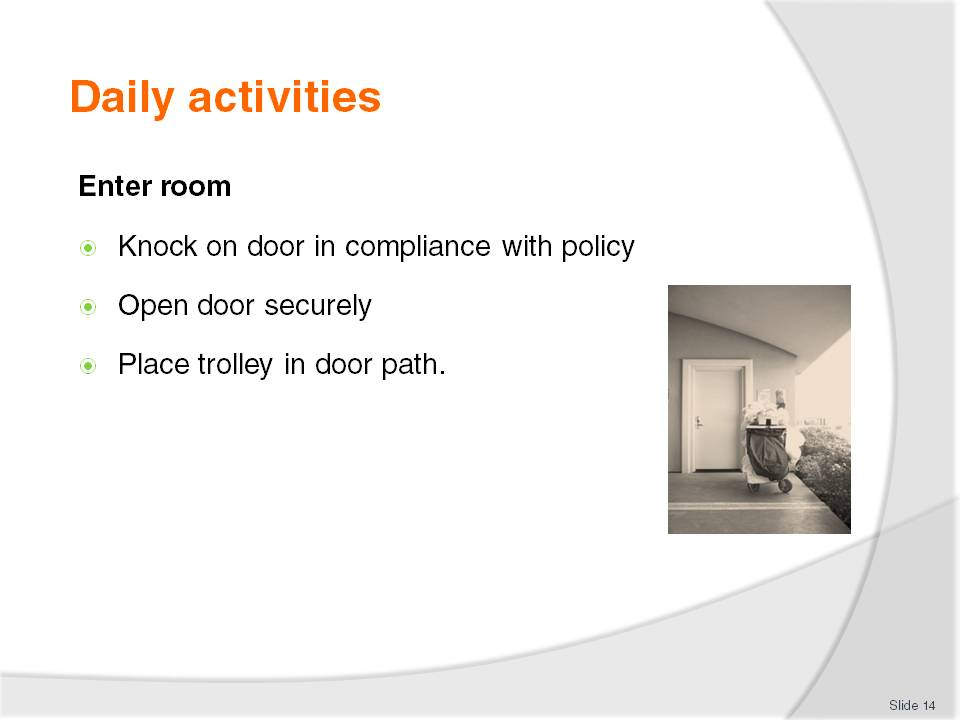 Daily activities
Enter room
Knock on door in compliance with policy
Open door securely
Place trolley in door path.
Slide 14